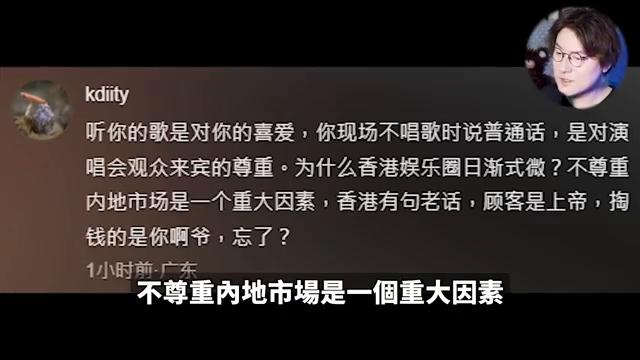 kdiity
听你的歌是对你的喜爱，你现场不唱歌时说普通话，是对演
唱会观众来宾的尊重。为什么香港娱乐圈日渐式微？不尊重
内地市场是一个重大因素，香港有句老话，顾客是上帝，掏
钱的是你啊爷，忘了？
1小时前·广东
不尊重內地市場是一個重大因素